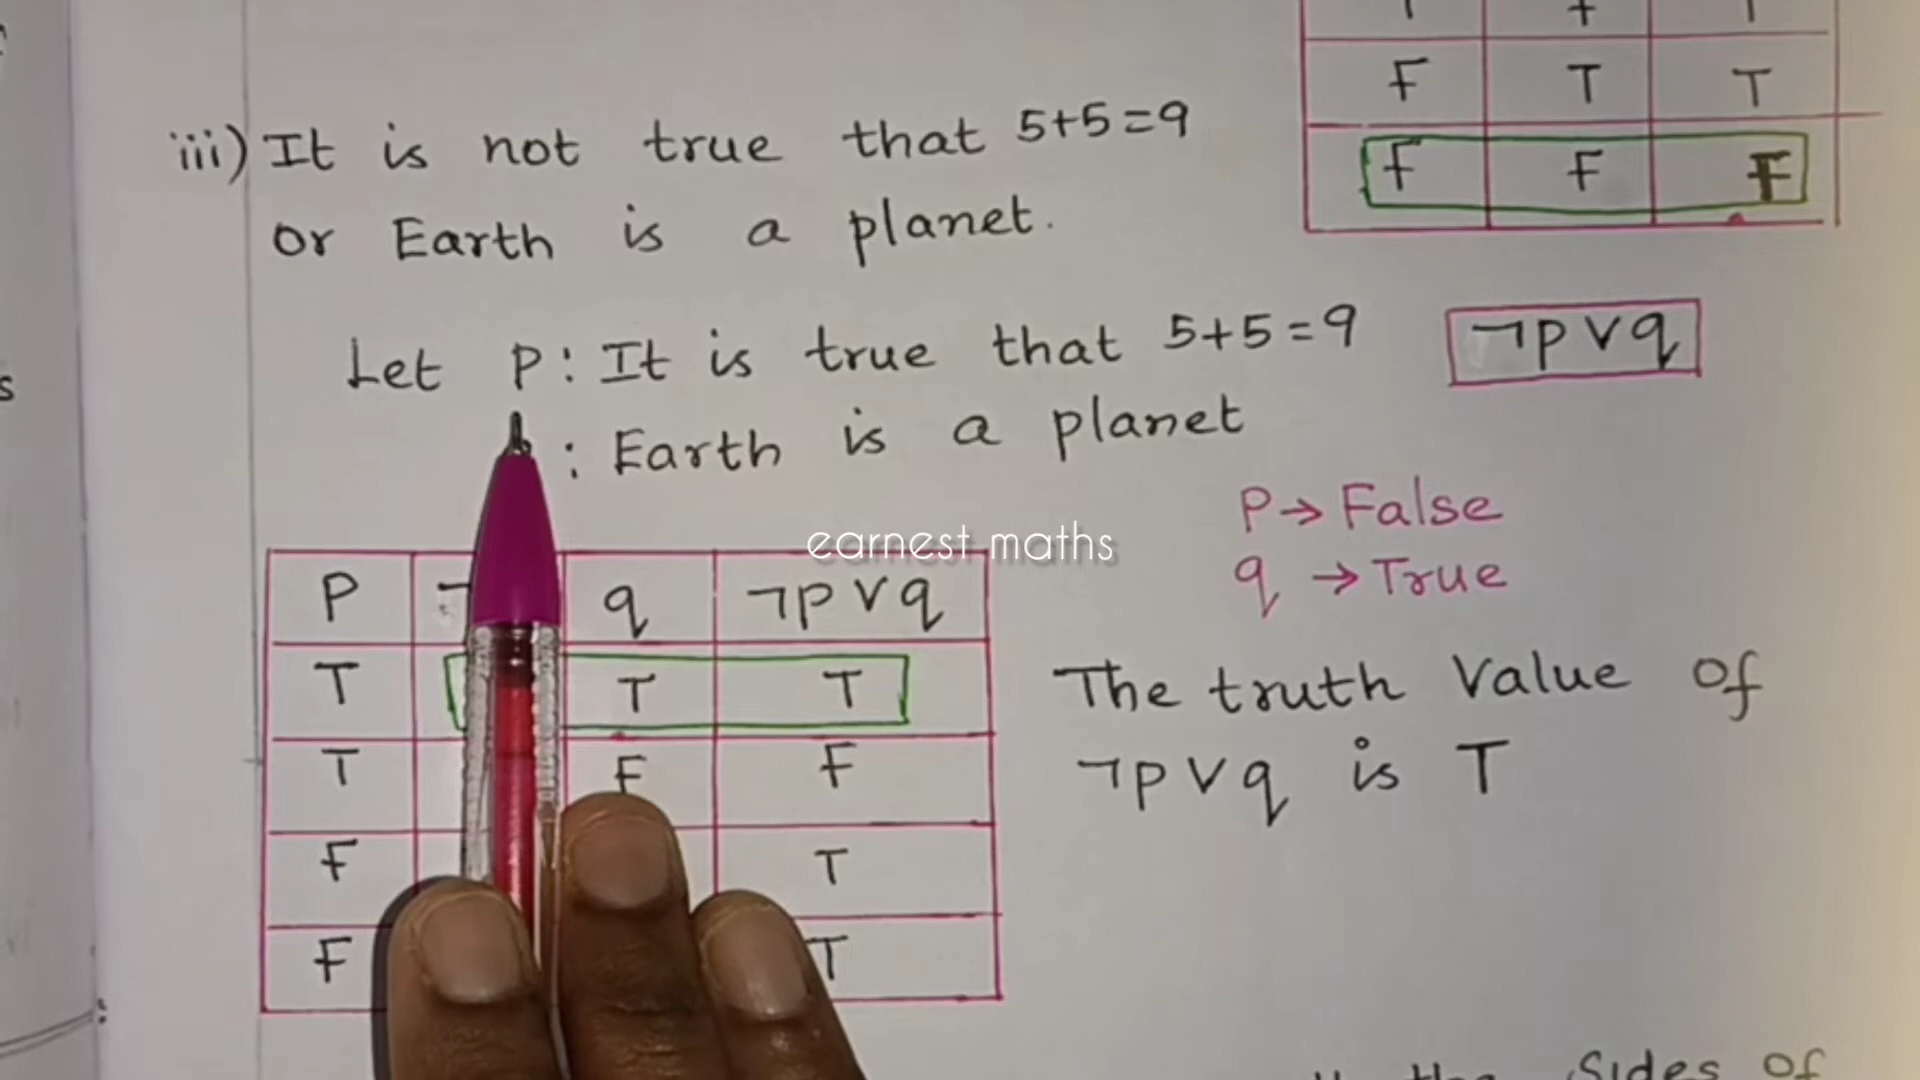 T T T
F T T
F F F
iii) It is not true that 5+5=9
or Earth is a planet.
Let p: It is true that 5+5=9
¬p∨q
: Earth is a planet
P→False
q →True
earnest maths
P ¬ q ¬p∨q
T T T
T F F
F T
F T
The truth value of
¬p∨q is T
the sides of
s